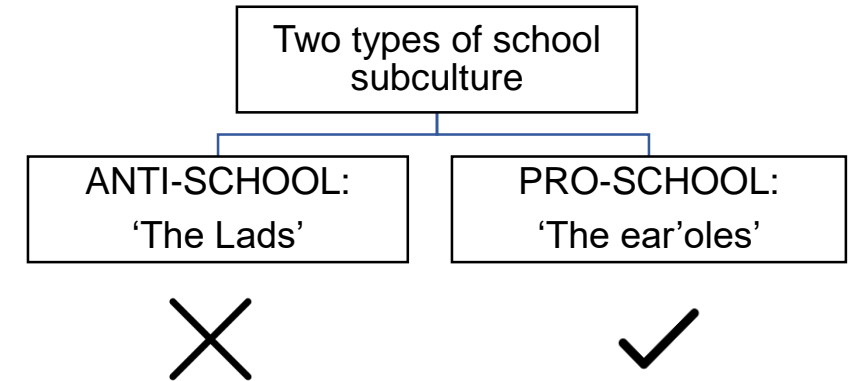 Two types of school
subculture
ANTI-SCHOOL:
‘The Lads’
PRO-SCHOOL:
‘The ear’oles’